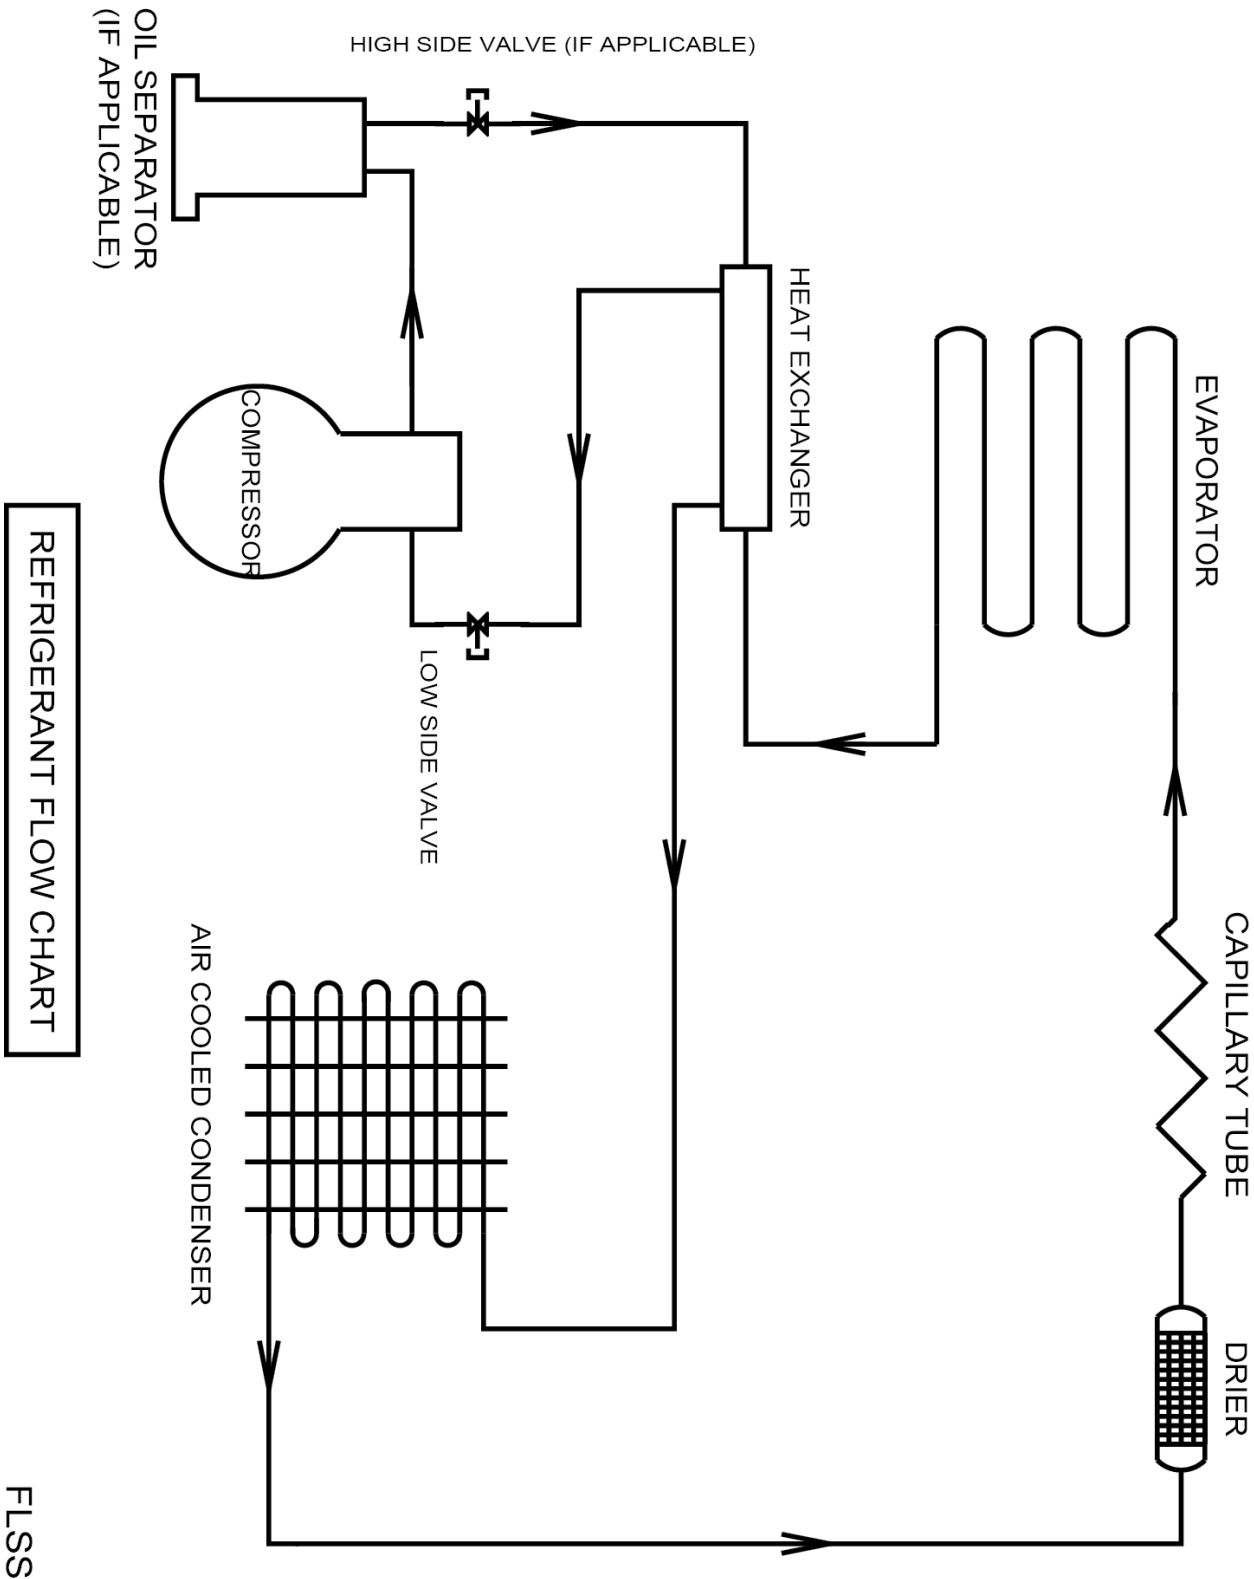 HIGH SIDE VALVE (IF APPLICABLE)
OIL SEPARATOR
(IF APPLICABLE)
HEAT EXCHANGER
EVAPORATOR
COMPRESSOR
LOW SIDE VALVE
CAPILLARY TUBE
AIR COOLED CONDENSER
DRIER
REFRIGERANT FLOW CHART
FLSS